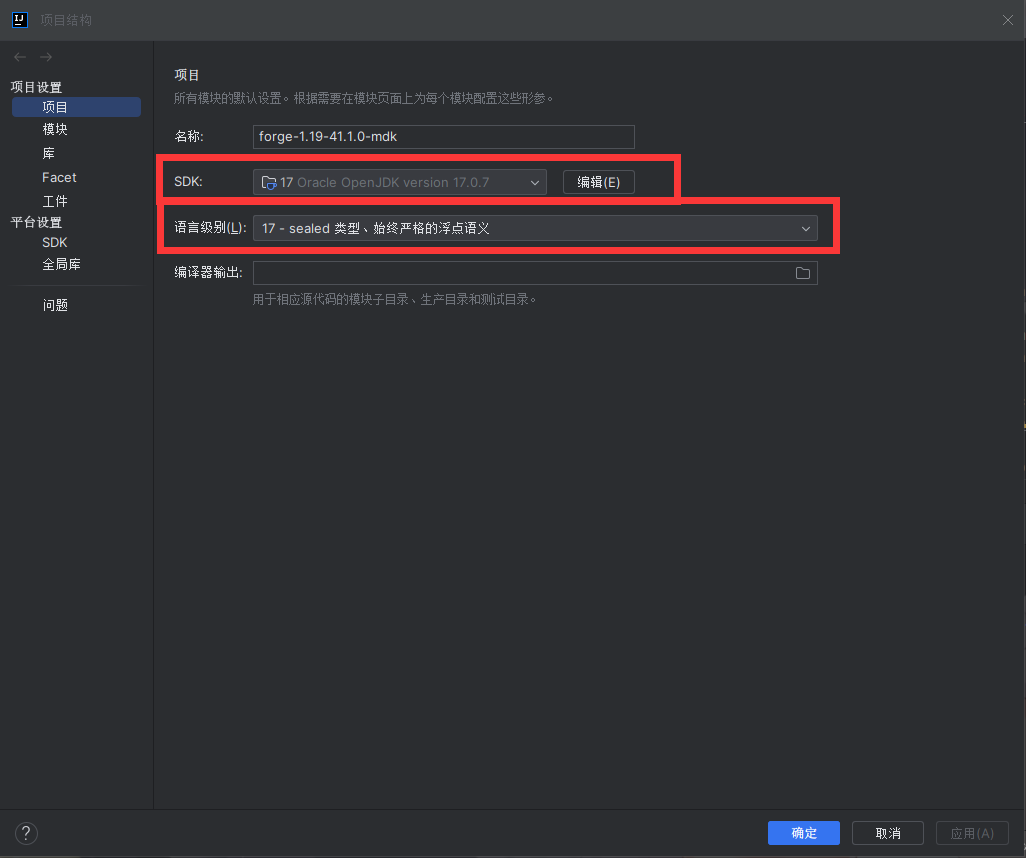 项目结构
项目设置
项目
模块
库
Facet
工件
平台设置
SDK
全局库
问题
项目
所有模块的默认设置。根据需要在模块页面上为每个模块配置这些形参。
名称: forge-1.19-41.1.0-mdk
SDK: 17 Oracle OpenJDK version 17.0.7 编辑(E)
语言级别(L): 17 - sealed 类型、始终严格的浮点语义
编译器输出:
用于相应源代码的模块子目录、生产目录和测试目录。
? 确定 取消 应用(A)